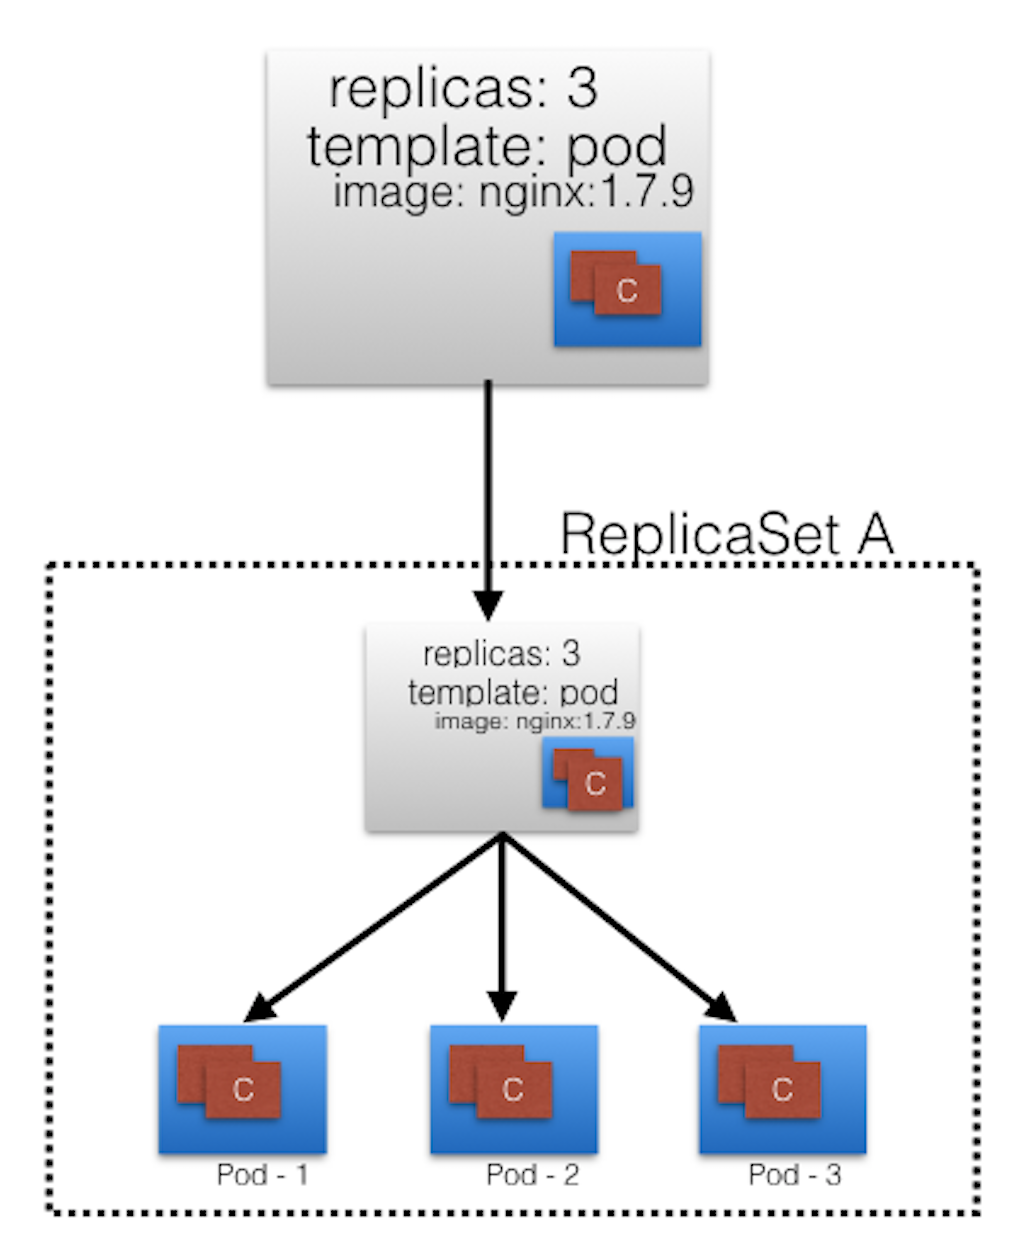 replicas: 3
template: pod
image: nginx:1.7.9
C
ReplicaSet A
replicas: 3
template: pod
image: nginx:1.7.9
C
C
C
C
Pod - 1
Pod - 2
Pod - 3